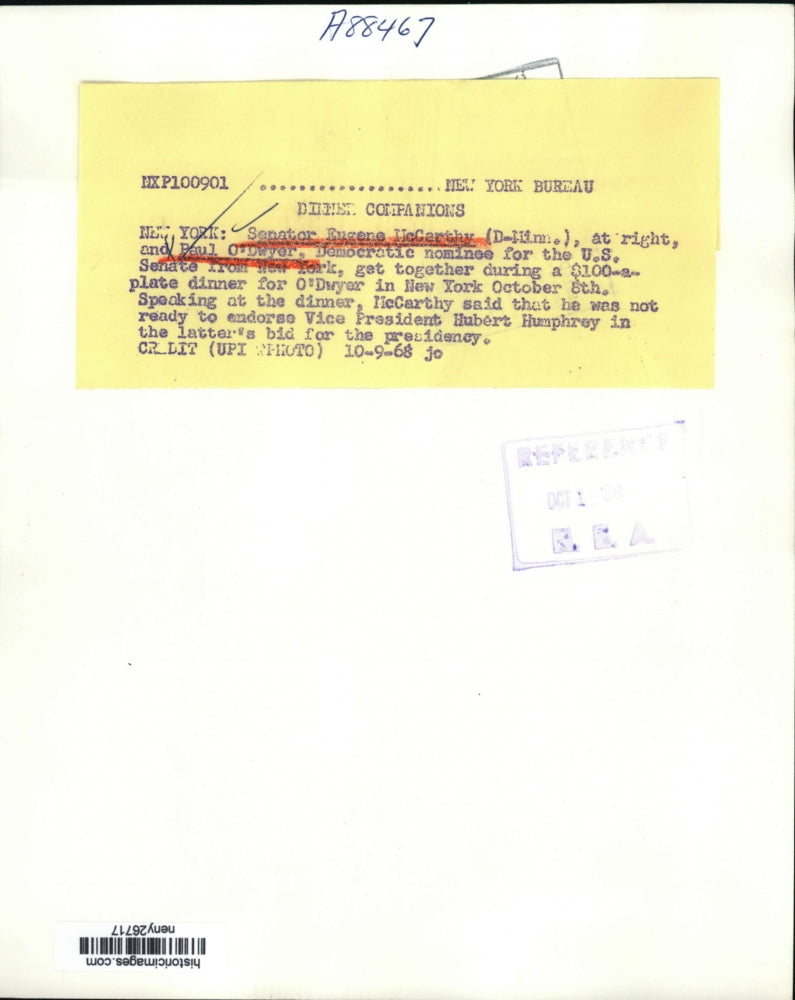 A88467
NXP100901 ....................NEW YORK BUREAU
DINNER COMPANIONS
NEW YORK: Senator Eugene McCarthy (D-Minn.), at right,
and Paul O'Dwyer, Democratic nominee for the U.S.
Senate from New York, get together during a $100-a-
plate dinner for O'Dwyer in New York October 8th.
Speaking at the dinner, McCarthy said that he was not
ready to endorse Vice President Hubert Humphrey in
the latter's bid for the presidency.
CREDIT (UPI PHOTO) 10-9-68 jo
REFERENCE
OCT 1
E. A
historicimages.com
neny26717